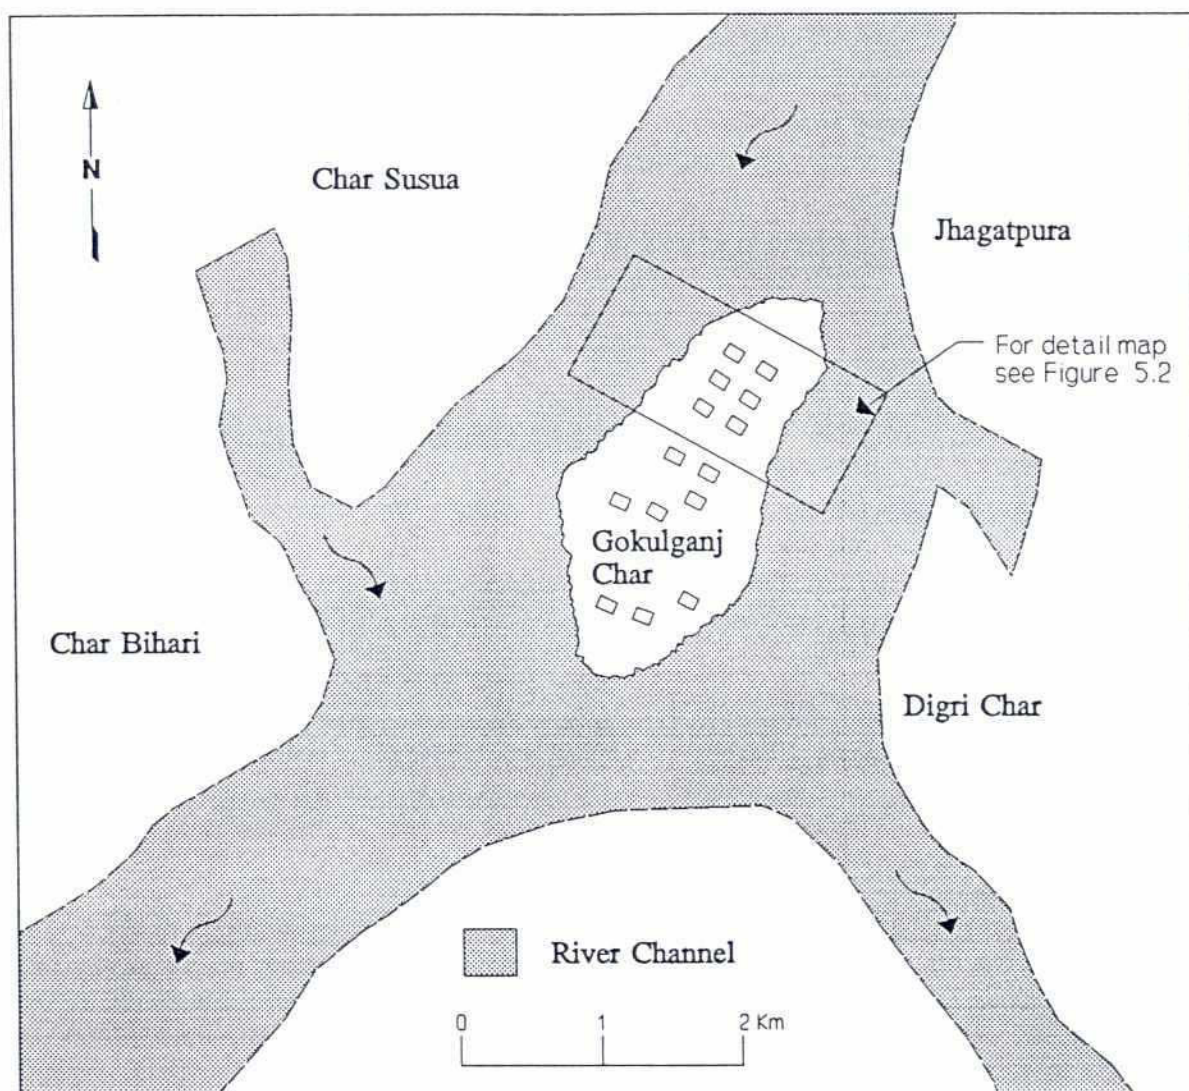 N
Char Susua
Jhagatpura
For detail map
see Figure 5.2
Gokulganj
Char
Char Bihari
Digri Char
River Channel
0 1 2 Km